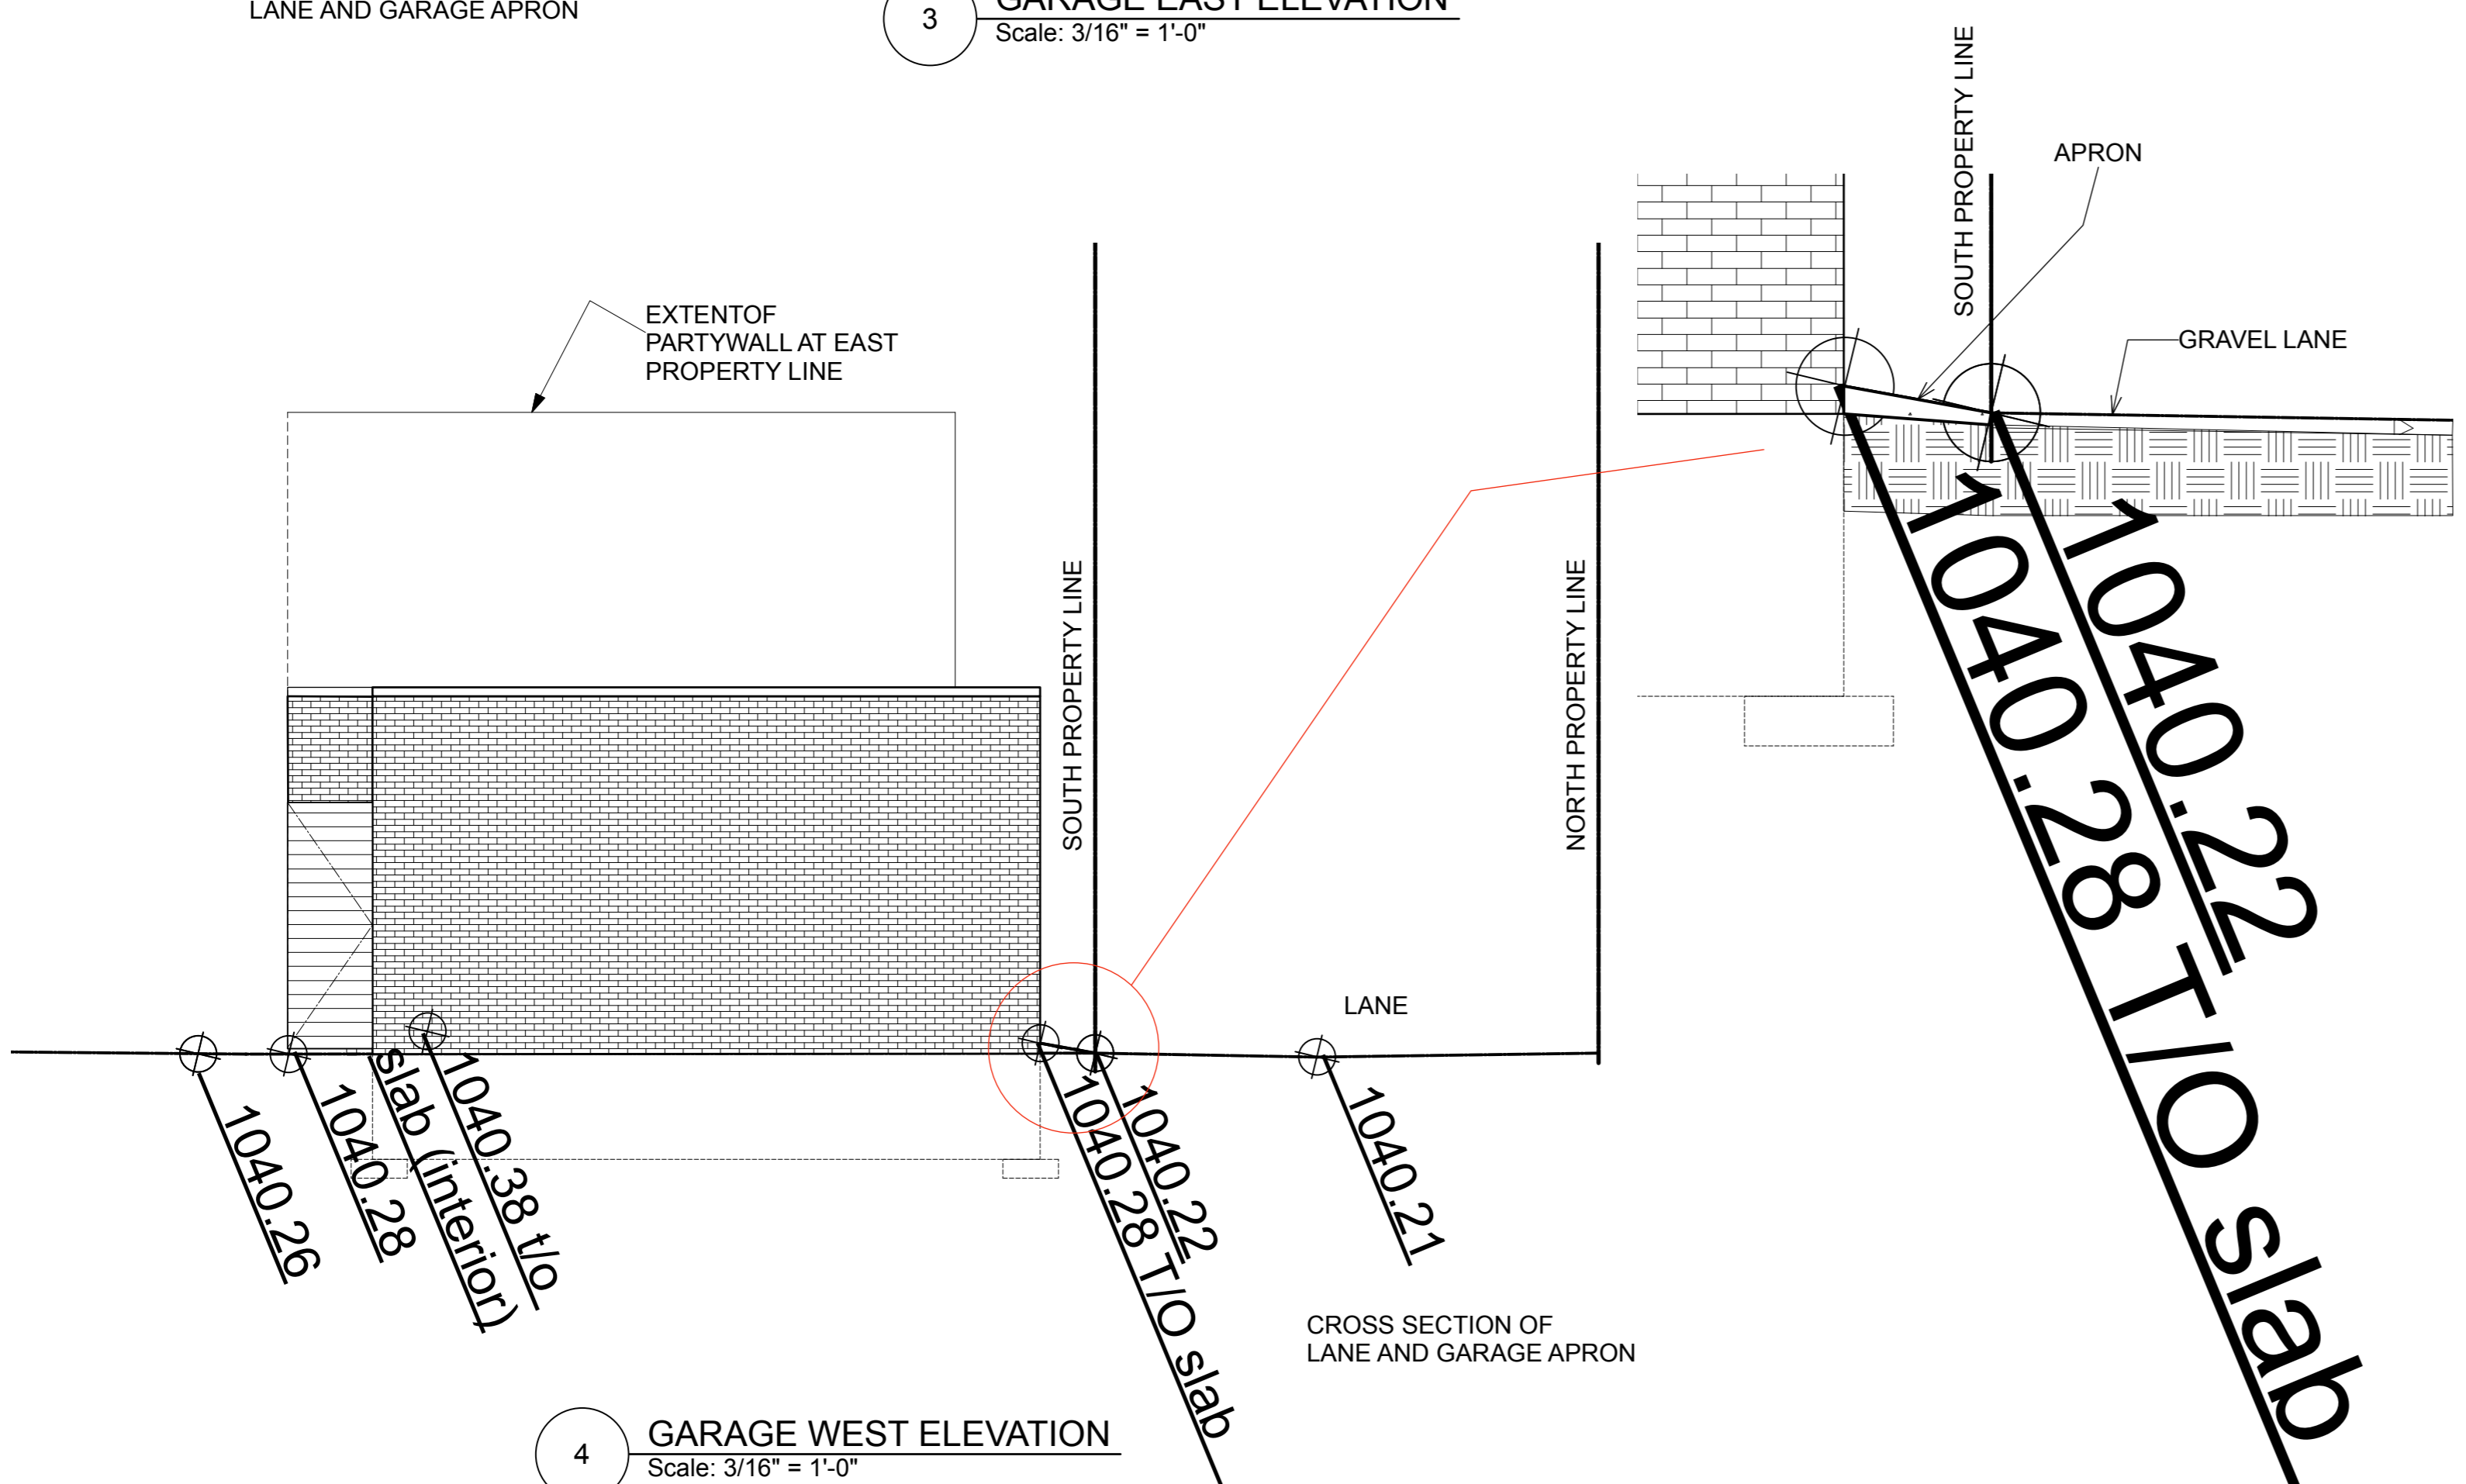 LANE AND GARAGE APRON
3
GARAGE EAST ELEVATION
Scale: 3/16" = 1'-0"
SOUTH PROPERTY LINE
APRON
GRAVEL LANE
EXTENTOF
PARTYWALL AT EAST
PROPERTY LINE
SOUTH PROPERTY LINE
NORTH PROPERTY LINE
LANE
1040.26
1040.28
1040.38 t/o
slab (interior)
1040.28 T/O slab
1040.22
1040.21
1040.28 T/O slab
1040.22
CROSS SECTION OF
LANE AND GARAGE APRON
4
GARAGE WEST ELEVATION
Scale: 3/16" = 1'-0"